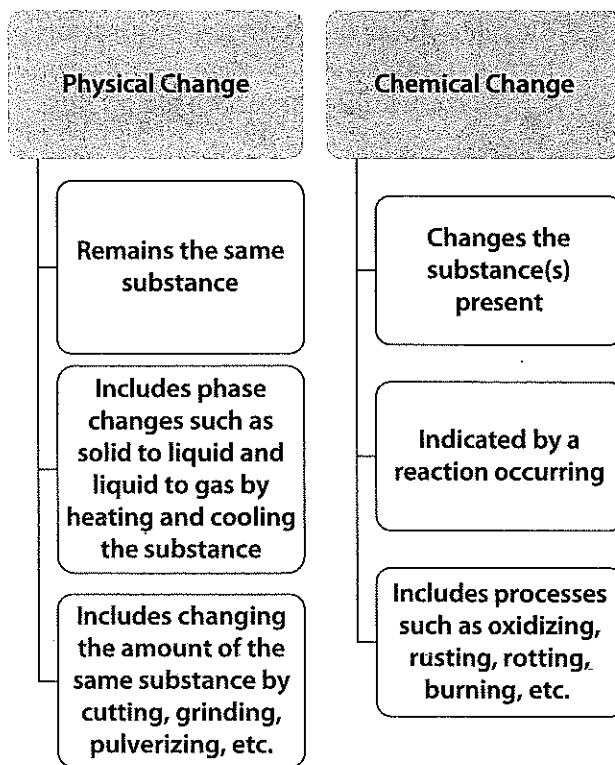 Physical Change
Remains the same
substance
Includes phase
changes such as
solid to liquid and
liquid to gas by
heating and cooling
the substance
Includes changing
the amount of the
same substance by
cutting, grinding,
pulverizing, etc.
Chemical Change
Changes the
substance(s)
present
Indicated by a
reaction occurring
Includes processes
such as oxidizing,
rusting, rotting,
burning, etc.